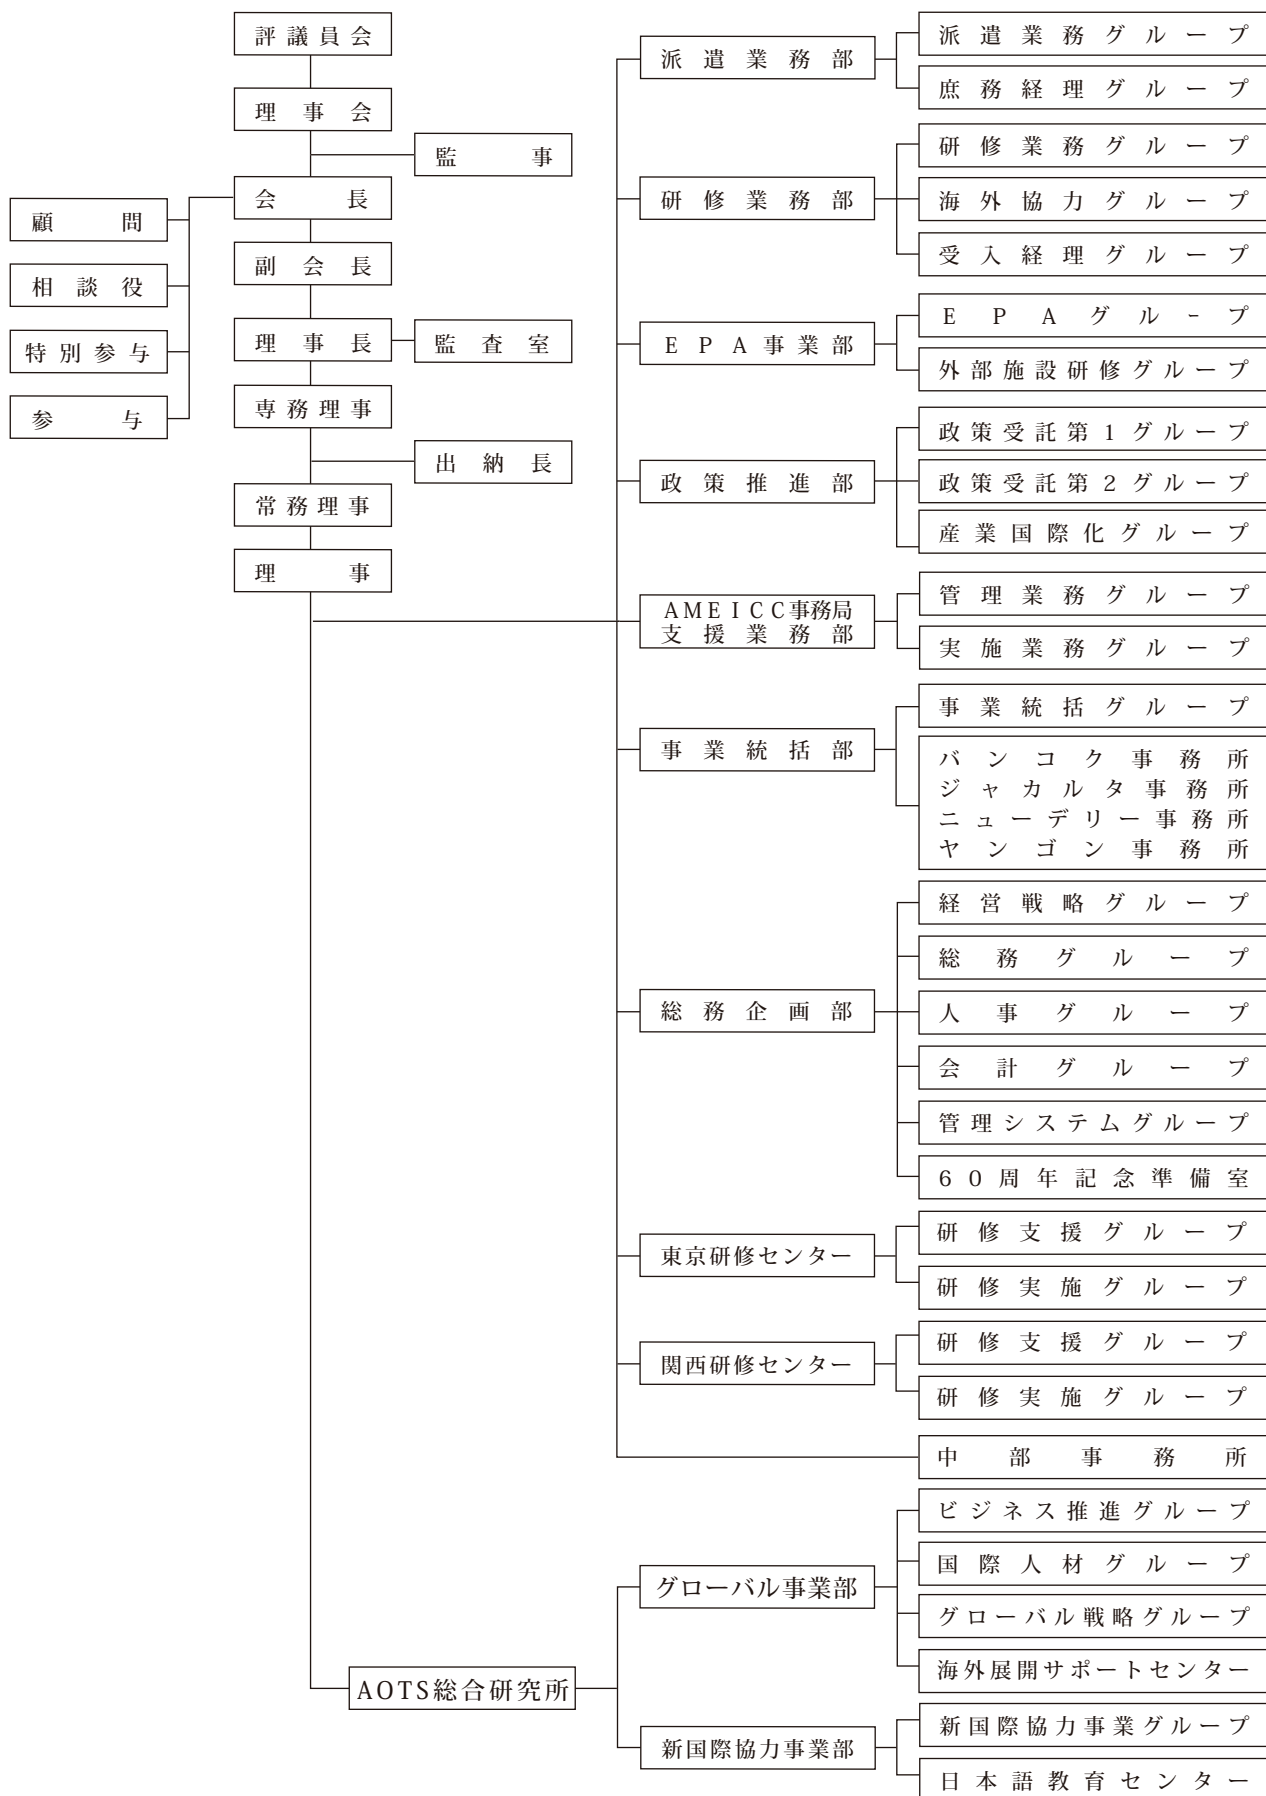 評議員会
理事会
監事
会長
顧問
相談役
特別参与
参与
副会長
理事長
監査室
専務理事
出納長
常務理事
理事
派遣業務部
派遣業務グループ
庶務経理グループ
研修業務部
研修業務グループ
海外協力グループ
受入経理グループ
EPA事業部
EPAグループ
外部施設研修グループ
政策推進部
政策受託第1グループ
政策受託第2グループ
産業国際化グループ
AMEICC事務局
支援業務部
管理業務グループ
実施業務グループ
事業統括部
事業統括グループ
バンコク事務所
ジャカルタ事務所
ニューデリー事務所
ヤンゴン事務所
総務企画部
経営戦略グループ
総務グループ
人事グループ
会計グループ
管理システムグループ
60周年記念準備室
東京研修センター
研修支援グループ
研修実施グループ
関西研修センター
研修支援グループ
研修実施グループ
中部事務所
AOTS総合研究所
グローバル事業部
ビジネス推進グループ
国際人材グループ
グローバル戦略グループ
海外展開サポートセンター
新国際協力事業部
新国際協力事業グループ
日本語教育センター